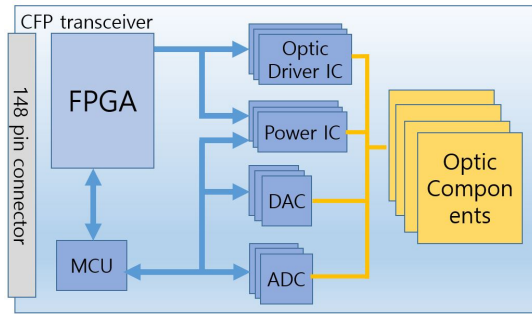 CFP transceiver
148 pin connector
FPGA
MCU
Optic
Driver IC
Power IC
DAC
ADC
Optic
Compon
ents